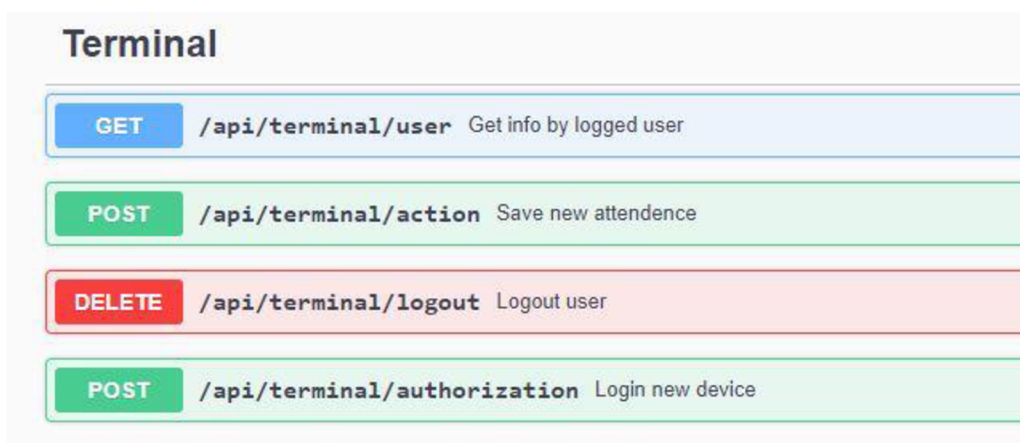 Terminal
GET /api/terminal/user Get info by logged user
POST /api/terminal/action Save new attendence
DELETE /api/terminal/logout Logout user
POST /api/terminal/authorization Login new device